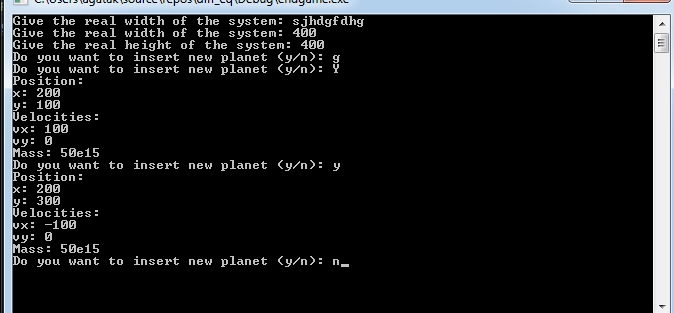 C:\Users\agatak\source\repos\dif_eq\Debug\endgame.exe
Give the real width of the system: sjhdgfdhg
Give the real width of the system: 400
Give the real height of the system: 400
Do you want to insert new planet (y/n): g
Do you want to insert new planet (y/n): Y
Position:
x: 200
y: 100
Velocities:
vx: 100
vy: 0
Mass: 50e15
Do you want to insert new planet (y/n): y
Position:
x: 200
y: 300
Velocities:
vx: -100
vy: 0
Mass: 50e15
Do you want to insert new planet (y/n): n_